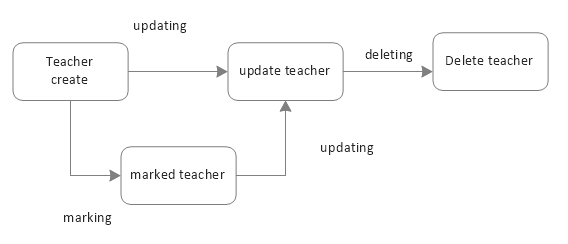 updating
Teacher
create
update teacher
deleting
Delete teacher
updating
marked teacher
marking